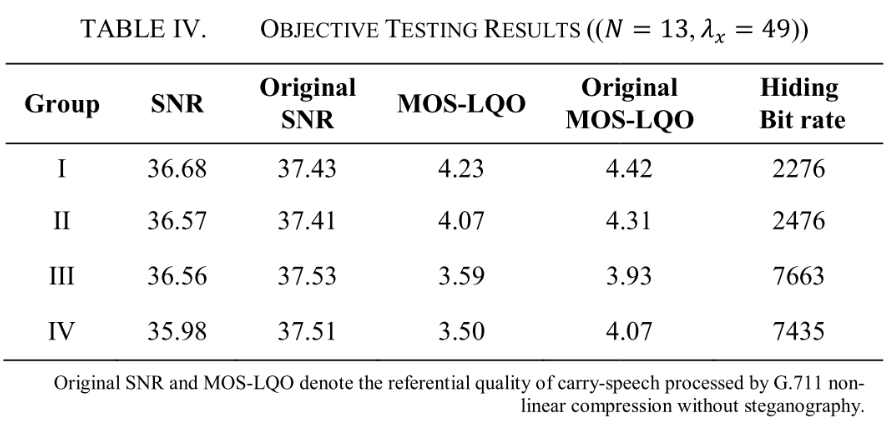 TABLE IV. OBJECTIVE TESTING RESULTS ((N = 13, λx = 49))
Group SNR Original SNR MOS-LQO Original MOS-LQO Hiding Bit rate
I 36.68 37.43 4.23 4.42 2276
II 36.57 37.41 4.07 4.31 2476
III 36.56 37.53 3.59 3.93 7663
IV 35.98 37.51 3.50 4.07 7435
Original SNR and MOS-LQO denote the referential quality of carry-speech processed by G.711 non-
linear compression without steganography.